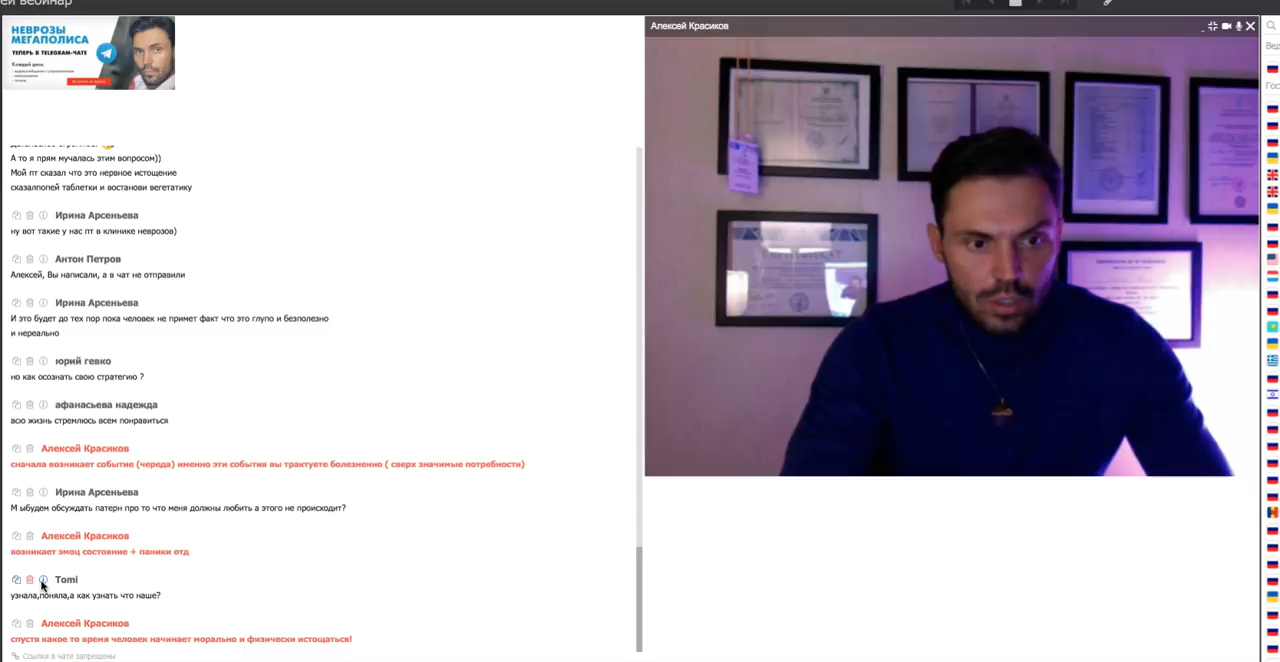 ей вебинар
НЕВРОЗЫ
МЕГАПОЛИСА
ТЕПЕРЬ В TELEGRAM-ЧАТЕ
Каждый день:
А то я прям мучалась этим вопросом))
Мой пт сказал что это нервное истощение
сказалпопей таблетки и востанови вегетатику
Ирина Арсеньева
ну вот такие у нас пт в клинике неврозов)
Антон Петров
Алексей, Вы написали, а в чат не отправили
Ирина Арсеньева
И это будет до тех пор пока человек не примет факт что это глупо и безполезно
и нереально
юрий гевко
но как осознать свою стратегию ?
афанасьева надежда
всю жизнь стремлюсь всем понравиться
Алексей Красиков
сначала возникает событие (череда) именно эти события вы трактуете болезненно ( сверх значимые потребности)
Ирина Арсеньева
М ыбудем обсуждать патерн про то что меня должны любить а этого не происходит?
Алексей Красиков
возникает эмоц состояние + паники отд
Tomi
узнала,поняла,а как узнать что наше?
Алексей Красиков
спустя какое то время человек начинает морально и физически истощаться!
Ссылки в чате запрещены
Алексей Красиков
Вед
Гос